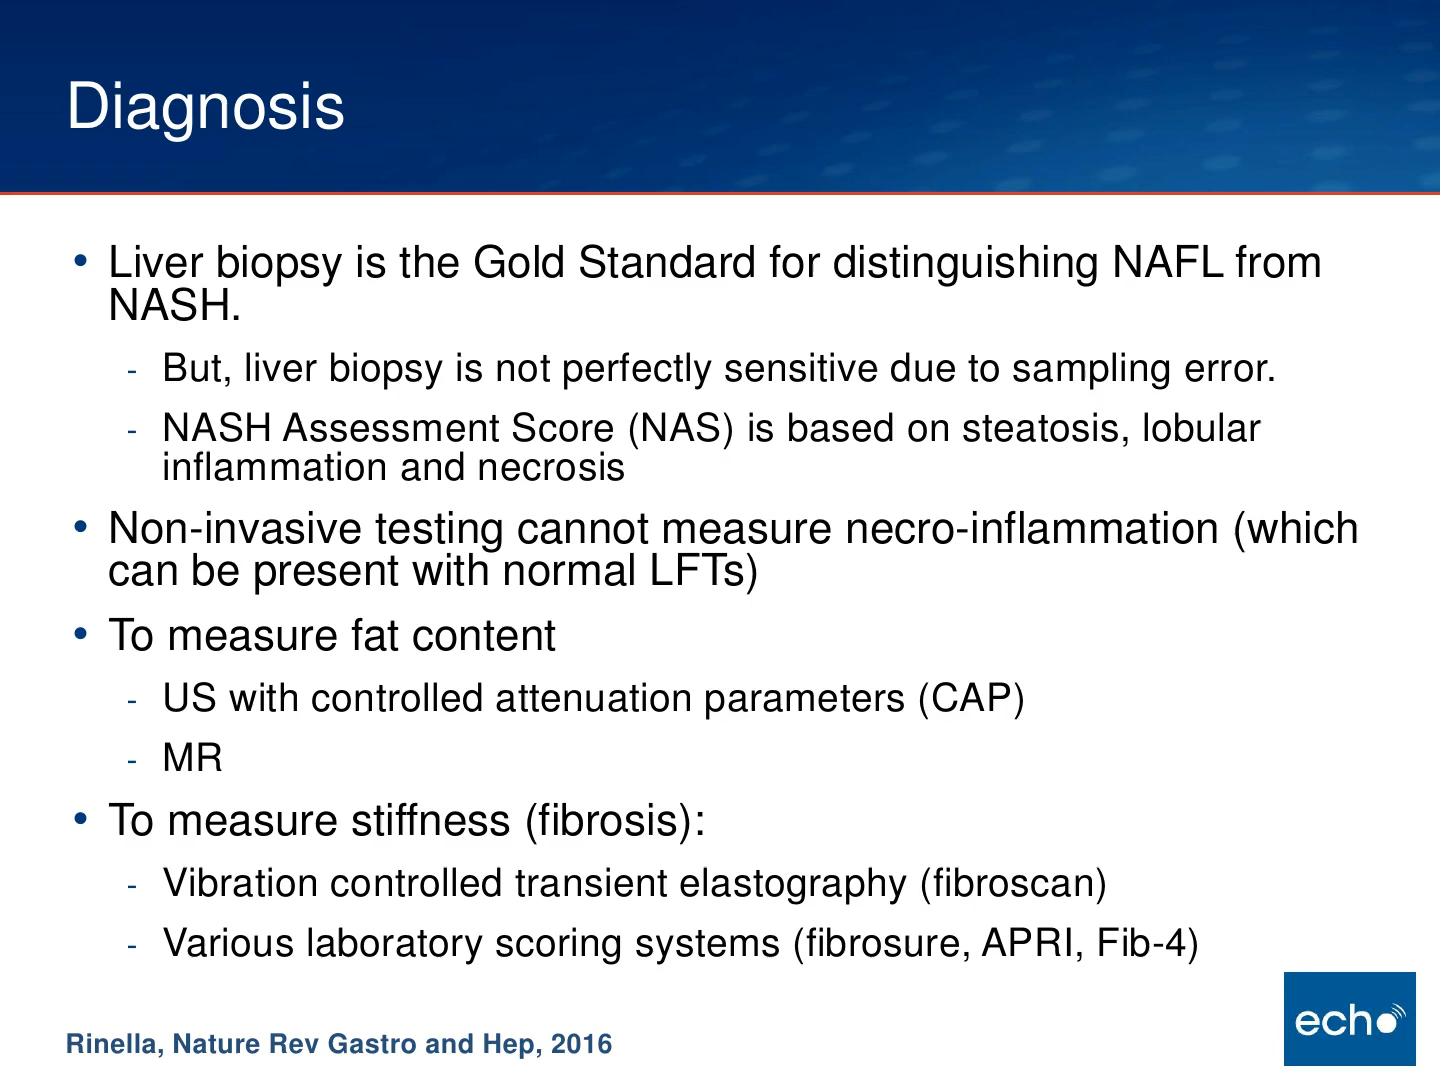 Diagnosis
• Liver biopsy is the Gold Standard for distinguishing NAFL from
NASH.
- But, liver biopsy is not perfectly sensitive due to sampling error.
- NASH Assessment Score (NAS) is based on steatosis, lobular
inflammation and necrosis
• Non-invasive testing cannot measure necro-inflammation (which
can be present with normal LFTs)
• To measure fat content
- US with controlled attenuation parameters (CAP)
- MR
• To measure stiffness (fibrosis):
- Vibration controlled transient elastography (fibroscan)
- Various laboratory scoring systems (fibrosure, APRI, Fib-4)
Rinella, Nature Rev Gastro and Hep, 2016
echo